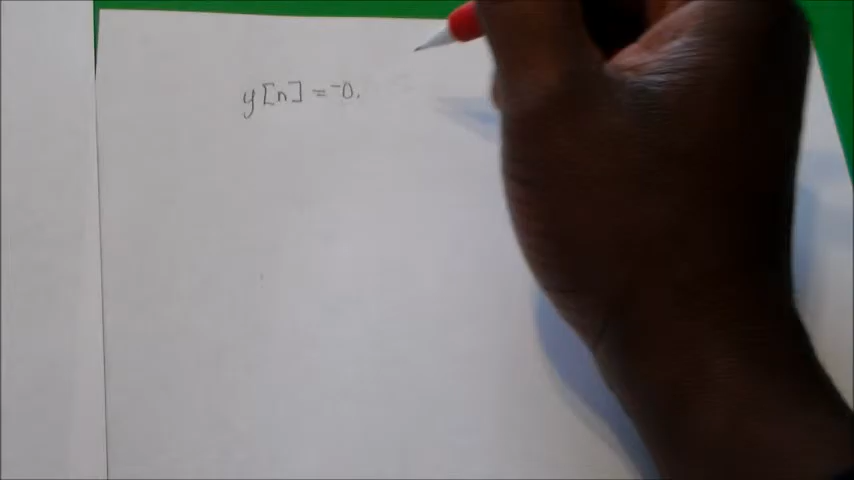 y[n] = -0.